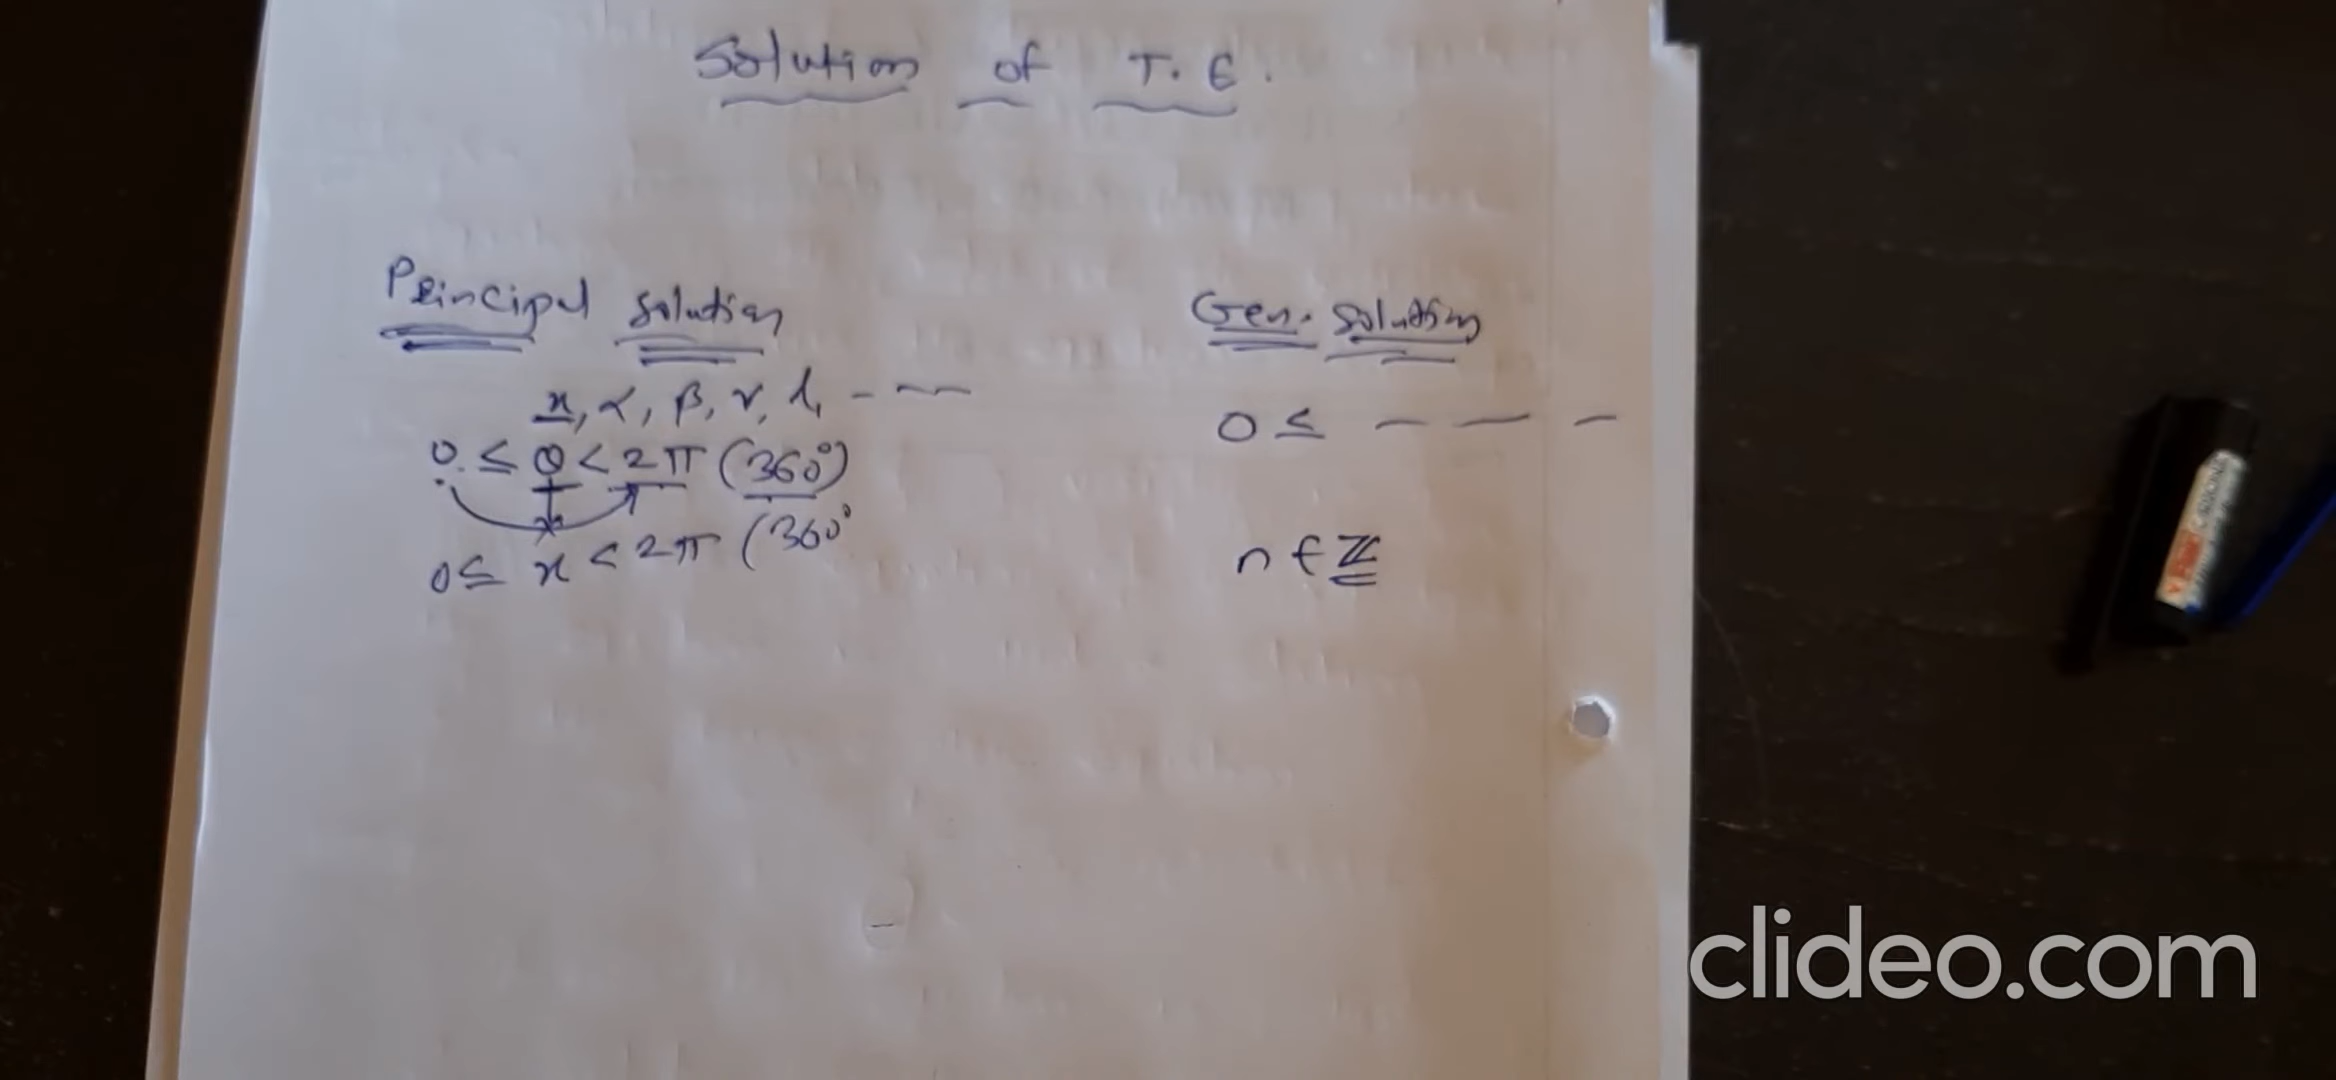 Solution of T.E.
Principal Solution
x, α, β, γ, λ, - — —
0 ≤ θ < 2π (360°)
0 ≤ x < 2π (360°
Gen. Solution
0 ≤ — — —
n ∈ Z
clideo.com